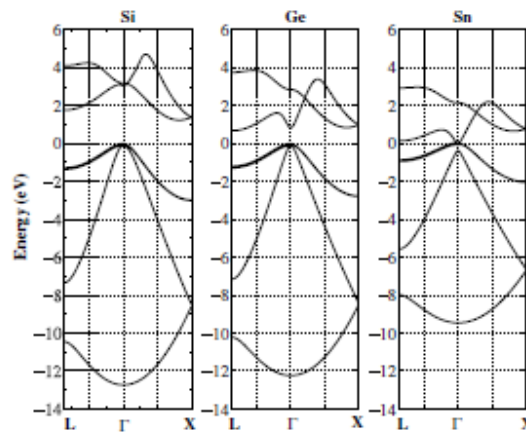 Si
Ge
Sn
Energy (eV)
6
4
2
0
−2
−4
−6
−8
−10
−12
−14
L
Γ
X
6
4
2
0
−2
−4
−6
−8
−10
−12
−14
L
Γ
X
6
4
2
0
−2
−4
−6
−8
−10
−12
−14
L
Γ
X